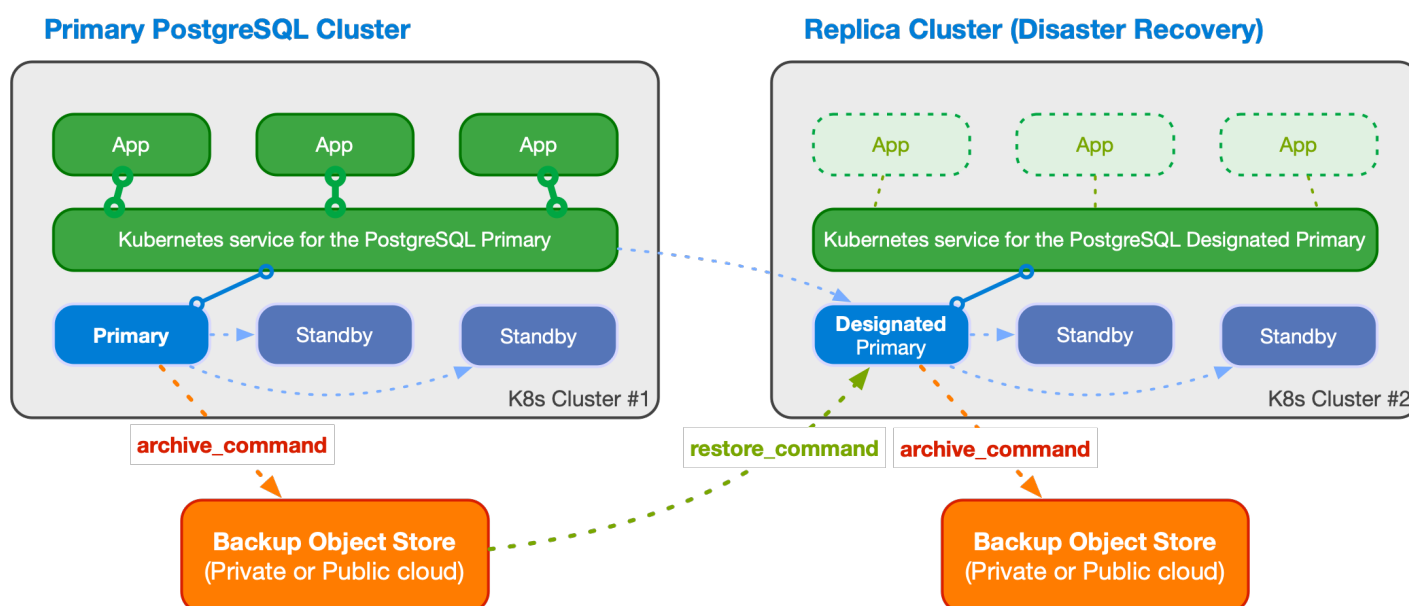 Primary PostgreSQL Cluster
Replica Cluster (Disaster Recovery)
App
App
App
Kubernetes service for the PostgreSQL Primary
Primary
Standby
Standby
K8s Cluster #1
App
App
App
Kubernetes service for the PostgreSQL Designated Primary
Designated
Primary
Standby
Standby
K8s Cluster #2
archive_command
restore_command
archive_command
Backup Object Store
(Private or Public cloud)
Backup Object Store
(Private or Public cloud)